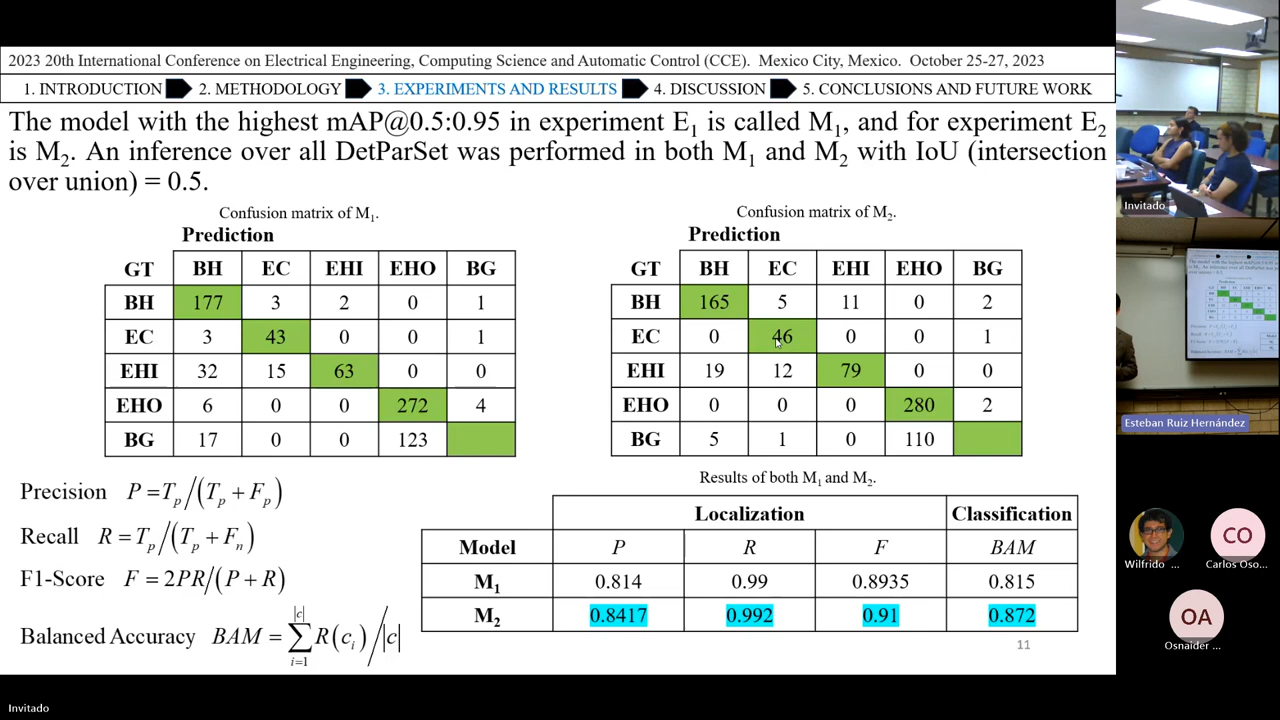 2023 20th International Conference on Electrical Engineering, Computing Science and Automatic Control (CCE). Mexico City, Mexico. October 25-27, 2023
1. INTRODUCTION 2. METHODOLOGY 3. EXPERIMENTS AND RESULTS 4. DISCUSSION 5. CONCLUSIONS AND FUTURE WORK
The model with the highest mAP@0.5:0.95 in experiment E1 is called M1, and for experiment E2
is M2. An inference over all DetParSet was performed in both M1 and M2 with IoU (intersection
over union) = 0.5.
Confusion matrix of M1.
Prediction
GT BH EC EHI EHO BG
BH 177 3 2 0 1
EC 3 43 0 0 1
EHI 32 15 63 0 0
EHO 6 0 0 272 4
BG 17 0 0 123
Confusion matrix of M2.
Prediction
GT BH EC EHI EHO BG
BH 165 5 11 0 2
EC 0 46 0 0 1
EHI 19 12 79 0 0
EHO 0 0 0 280 2
BG 5 1 0 110
Precision P = Tp/(Tp + Fp)
Recall R = Tp/(Tp + Fn)
F1-Score F = 2PR/(P + R)
Balanced Accuracy BAM = ∑ i=1 |c| R(ci)/|c|
Results of both M1 and M2.
Localization Classification
Model P R F BAM
M1 0.814 0.99 0.8935 0.815
M2 0.8417 0.992 0.91 0.872
11
Invitado
Esteban Ruiz Hernández
CO
Wilfrido ...
Carlos Oso...
OA
Osnaider ...
Invitado